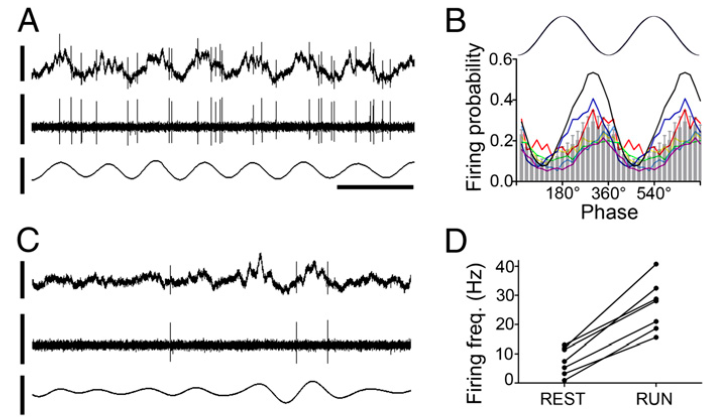 A
B
Firing probability
0.6
0.4
0.2
0.0
180° 360° 540°
Phase
C
D
Firing freq. (Hz)
40
30
20
10
0
REST RUN